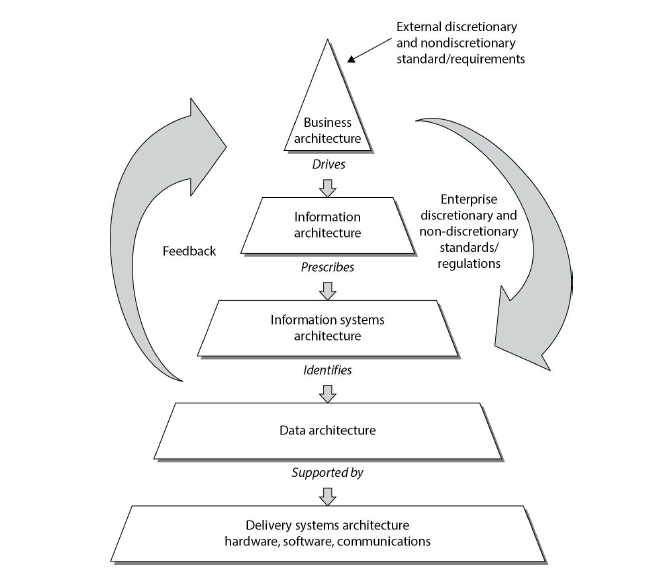 External discretionary
and nondiscretionary
standard/requirements
Business
architecture
Drives
Information
architecture
Enterprise
discretionary and
non-discretionary
standards/
regulations
Feedback
Prescribes
Information systems
architecture
Identifies
Data architecture
Supported by
Delivery systems architecture
hardware, software, communications